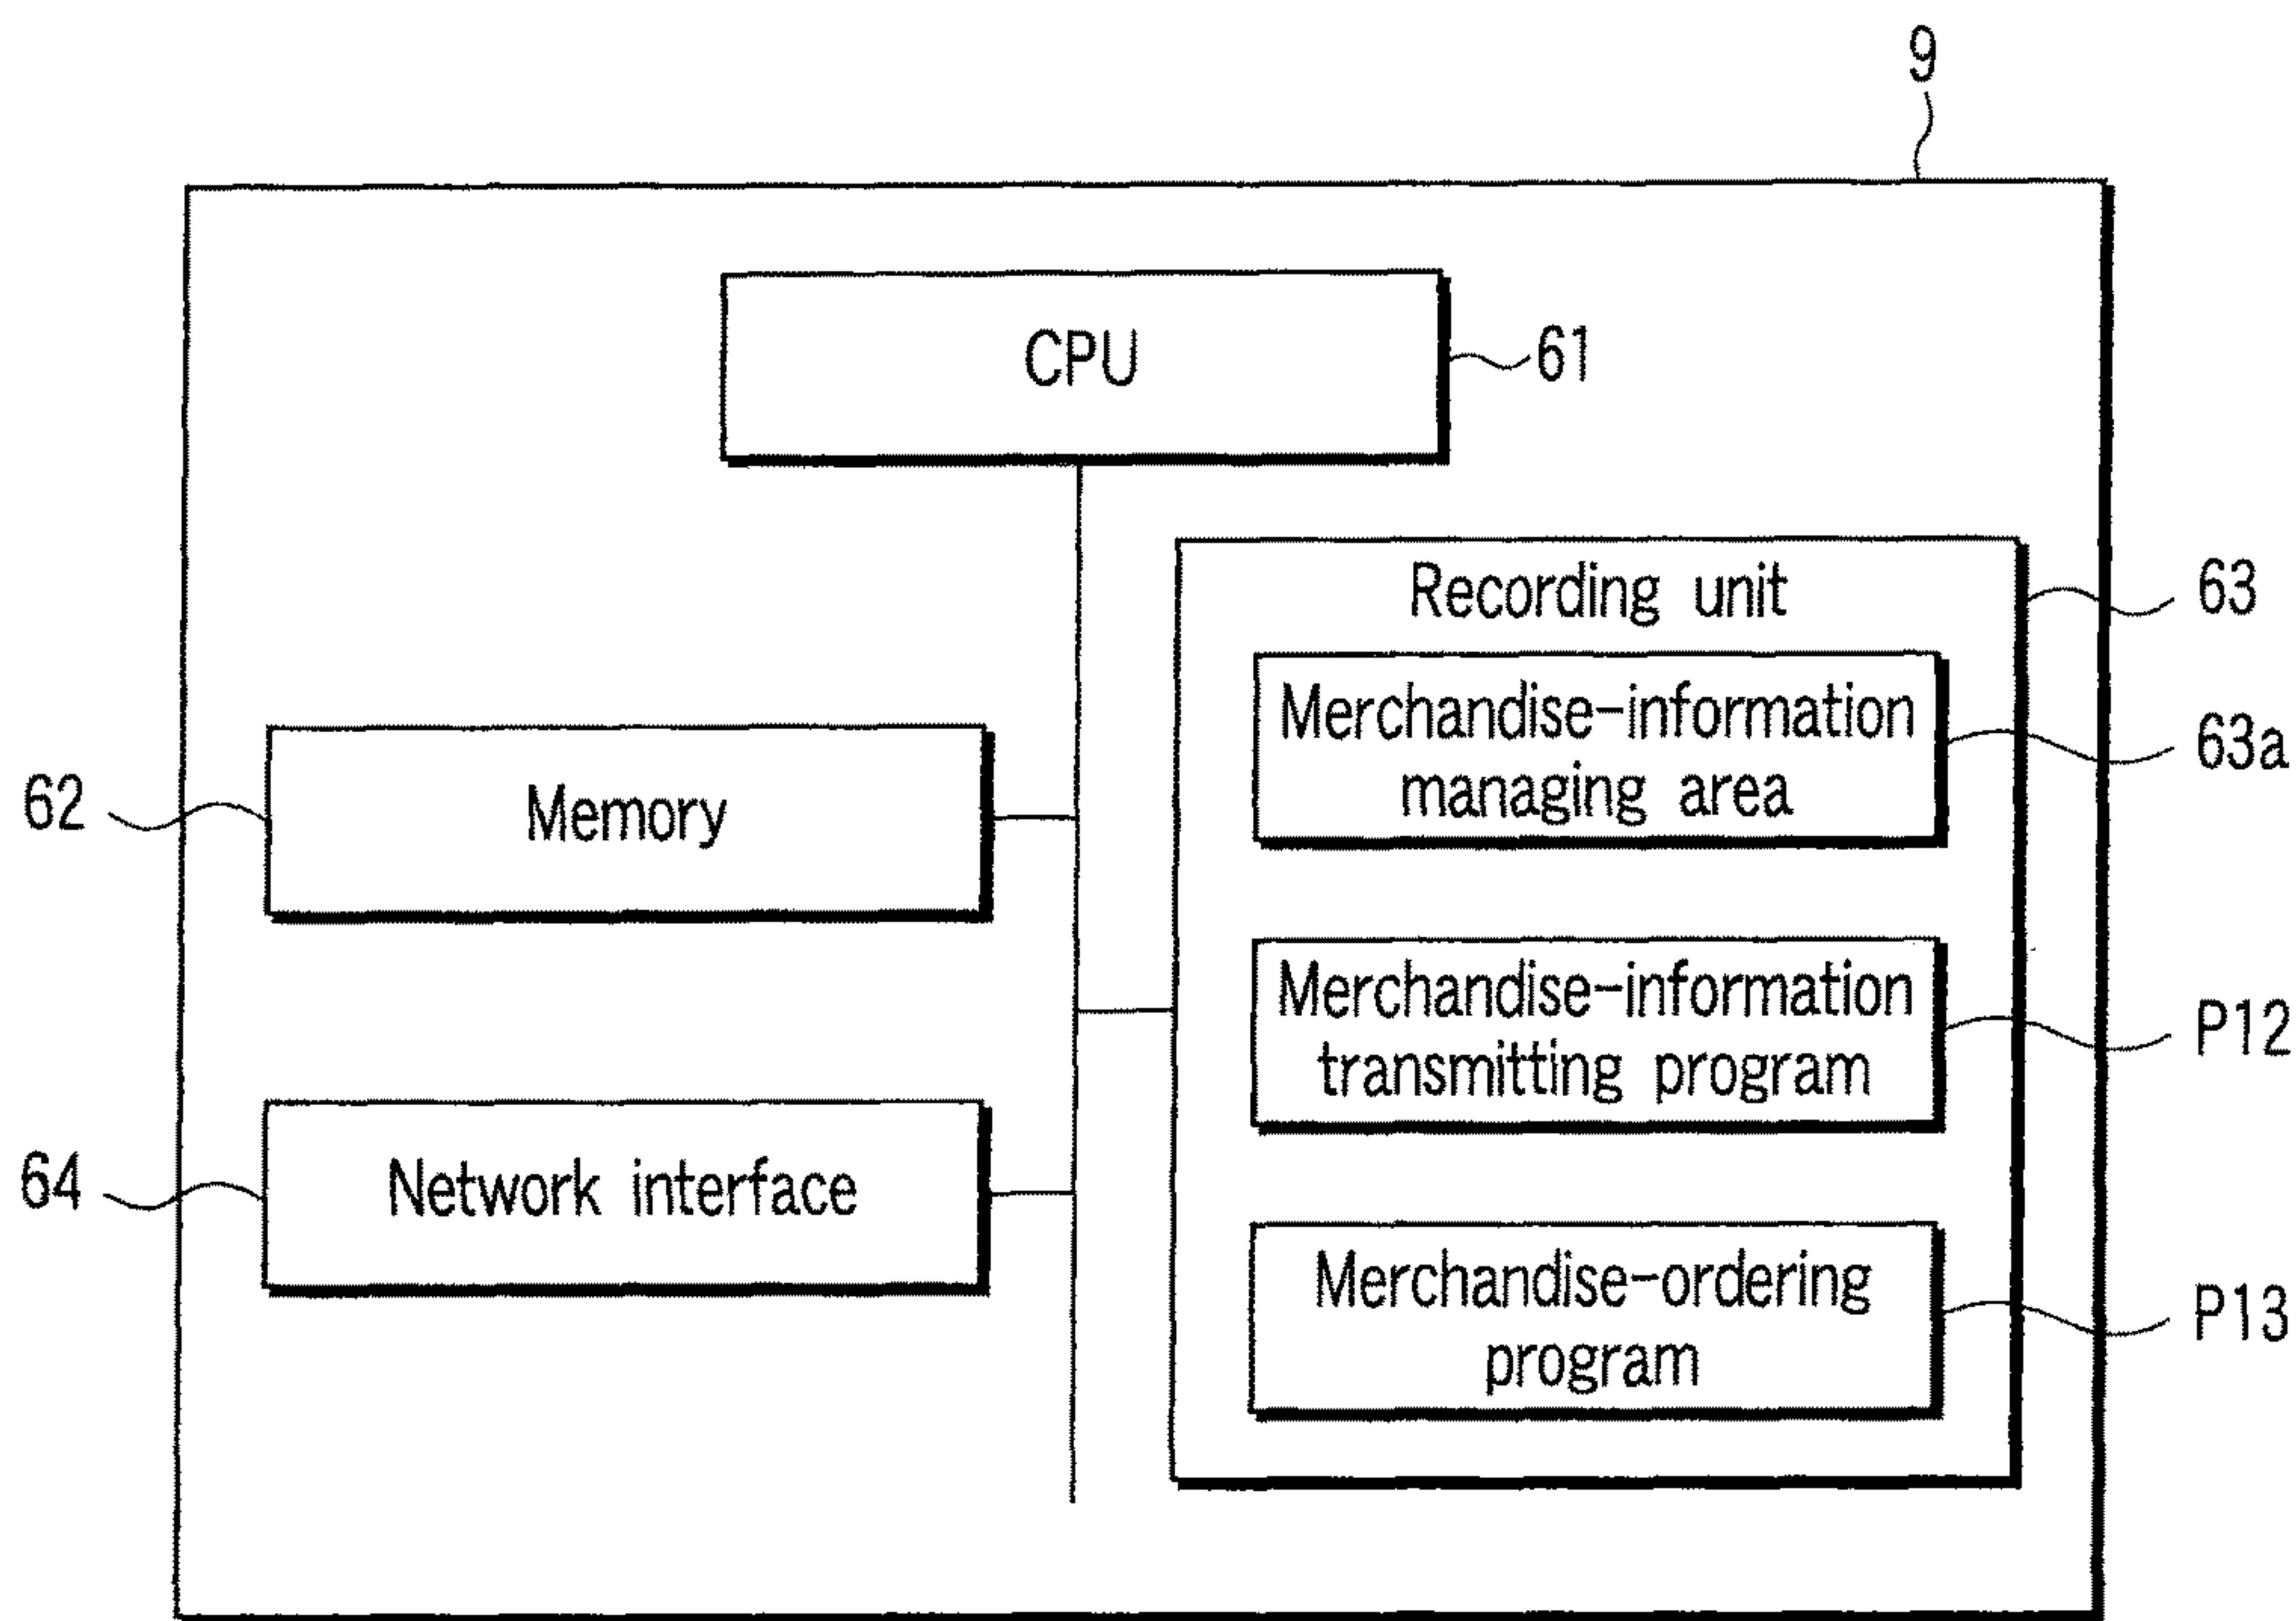 9
CPU
61
Recording unit
63
Merchandise-information
managing area
63a
62
Memory
Merchandise-information
transmitting program
P12
64
Network interface
Merchandise-ordering
program
P13